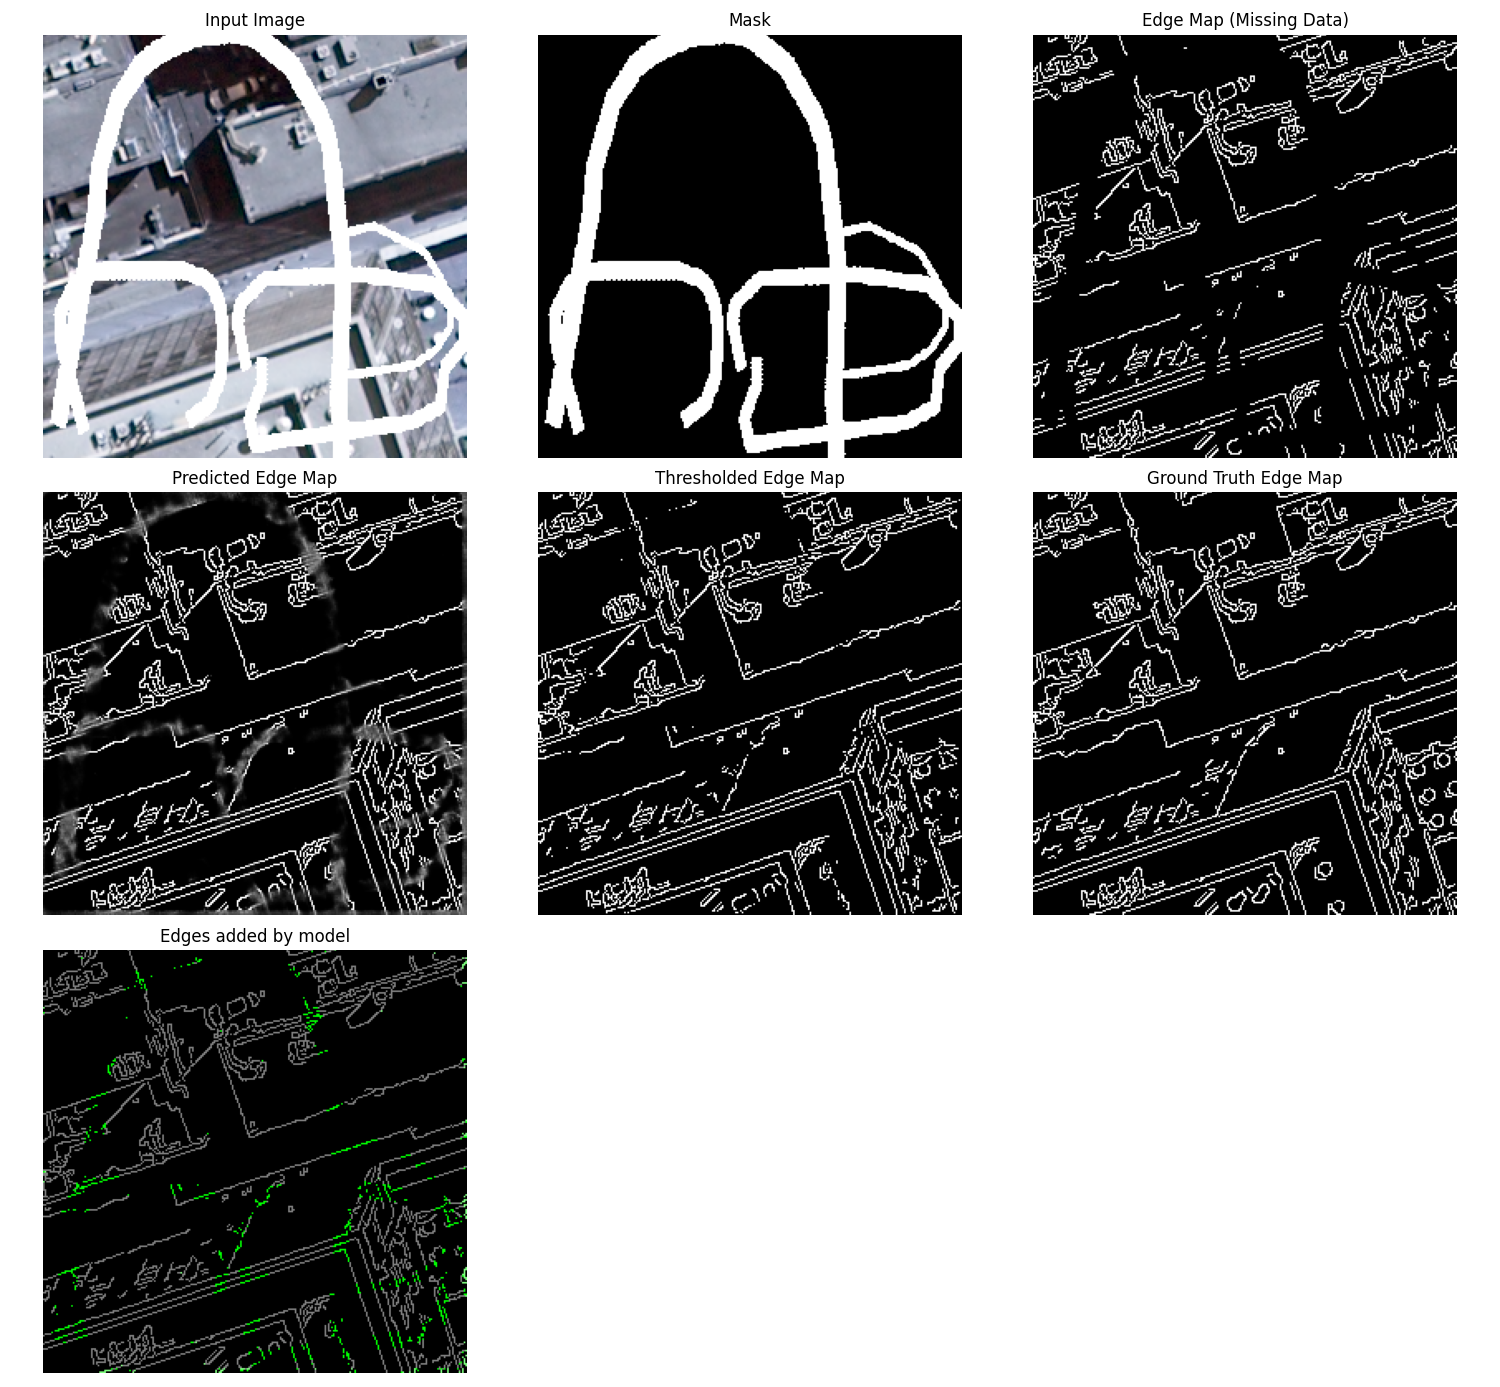 Input Image
Mask
Edge Map (Missing Data)
Predicted Edge Map
Thresholded Edge Map
Ground Truth Edge Map
Edges added by model